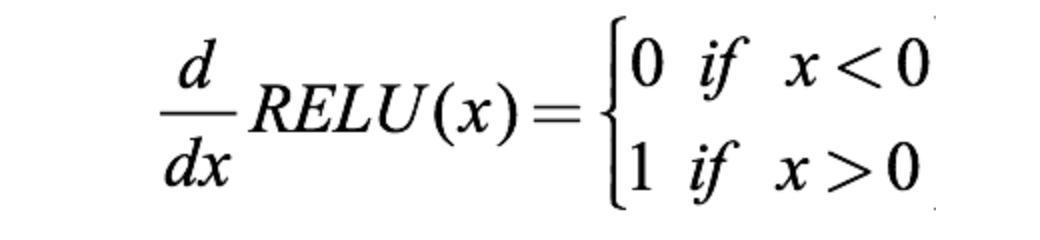 d/dx RELU(x) = { 0 if x < 0
1 if x > 0